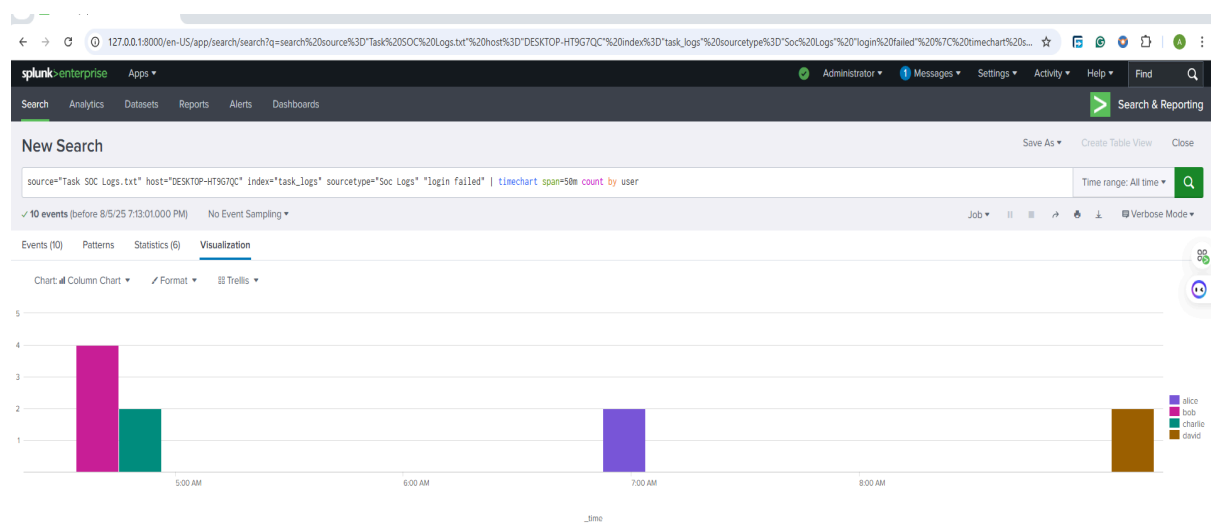 127.0.0.1:8000/en-US/app/search/search?q=search%20source%3D"Task%20SOC%20Logs.txt"%20host%3D"DESKTOP-HT9G7QC"%20index%3D"task_logs"%20sourcetype%3D"Soc%20Logs"%20"login%20failed"%20%7C%20timechart%20s...
A
splunk>enterprise Apps Administrator 1 Messages Settings Activity Help Find
Search Analytics Datasets Reports Alerts Dashboards Search & Reporting
New Search Save As Create Table View Close
source="Task SOC Logs.txt" host="DESKTOP-HT9G7QC" index="task_logs" sourcetype="Soc Logs" "login failed" | timechart span=50m count by user Time range: All time
10 events (before 8/5/25 7:13:01.000 PM) No Event Sampling Job Verbose Mode
Events (10) Patterns Statistics (6) Visualization
Chart: Column Chart Format Trellis
5
4
3
2
1
alice
bob
charlie
david
5:00 AM 6:00 AM 7:00 AM 8:00 AM
_time